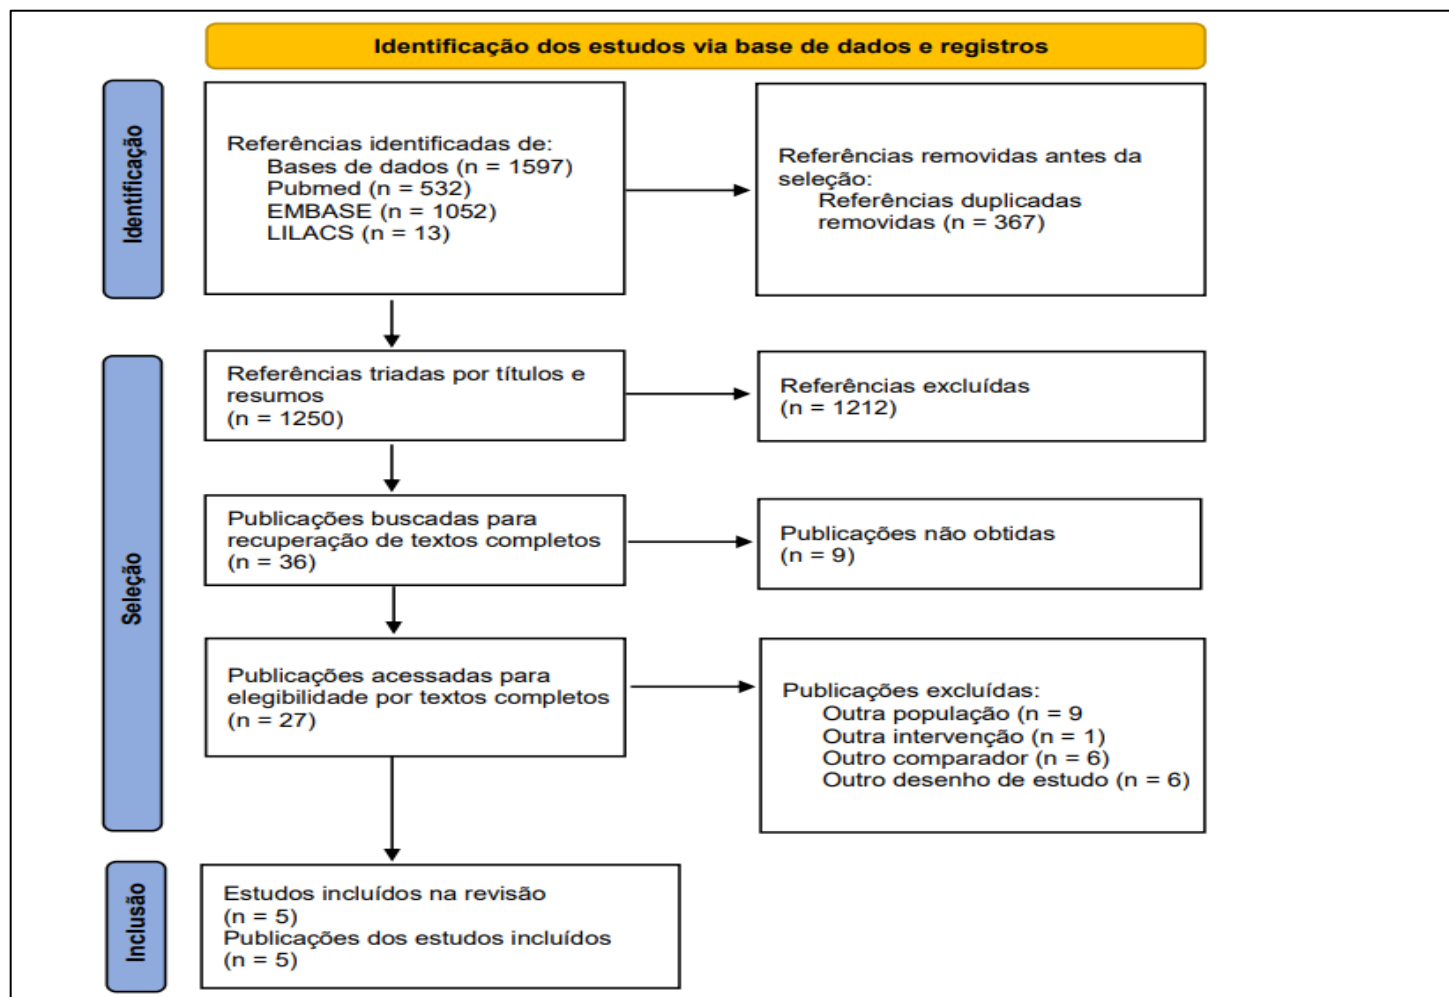 Identificação dos estudos via base de dados e registros
Identificação
Referências identificadas de:
Bases de dados (n = 1597)
Pubmed (n = 532)
EMBASE (n = 1052)
LILACS (n = 13)
Referências removidas antes da
seleção:
Referências duplicadas
removidas (n = 367)
Seleção
Referências triadas por títulos e
resumos
(n = 1250)
Referências excluídas
(n = 1212)
Publicações buscadas para
recuperação de textos completos
(n = 36)
Publicações não obtidas
(n = 9)
Publicações acessadas para
elegibilidade por textos completos
(n = 27)
Publicações excluídas:
Outra população (n = 9
Outra intervenção (n = 1)
Outro comparador (n = 6)
Outro desenho de estudo (n = 6)
Inclusão
Estudos incluídos na revisão
(n = 5)
Publicações dos estudos incluídos
(n = 5)